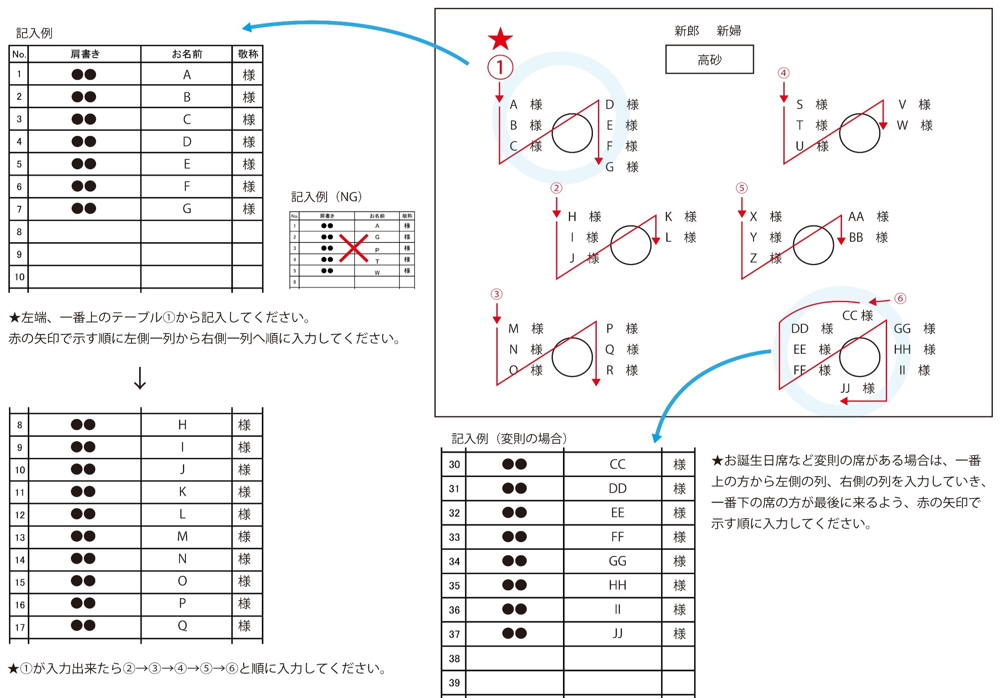 記入例
No. 肩書き お名前 敬称
1 ●● A 様
2 ●● B 様
3 ●● C 様
4 ●● D 様
5 ●● E 様
6 ●● F 様
7 ●● G 様
8
9
10
記入例（NG）
No. 肩書き お名前 敬称
1 ●● A 様
2 ●● G 様
3 ●● P 様
4 ●● T 様
5 ●● W 様
6
★左端、一番上のテーブル①から記入してください。
赤の矢印で示す順に左側一列から右側一列へ順に入力してください。
↓
8 ●● H 様
9 ●● I 様
10 ●● J 様
11 ●● K 様
12 ●● L 様
13 ●● M 様
14 ●● N 様
15 ●● O 様
16 ●● P 様
17 ●● Q 様
★①が入力出来たら②→③→④→⑤→⑥と順に入力してください。
新郎 新婦
高砂
★
①
A 様 D 様
B 様 E 様
C 様 F 様
G 様
②
H 様 K 様
I 様 L 様
J 様
③
M 様 P 様
N 様 Q 様
O 様 R 様
④
S 様 V 様
T 様 W 様
U 様
⑤
X 様 AA 様
Y 様 BB 様
Z 様
⑥
CC 様
DD 様 GG 様
EE 様 HH 様
FF 様 II 様
JJ 様
記入例（変則の場合）
30 ●● CC 様
31 ●● DD 様
32 ●● EE 様
33 ●● FF 様
34 ●● GG 様
35 ●● HH 様
36 ●● II 様
37 ●● JJ 様
38
39
★お誕生日席など変則の席がある場合は、一番
上の方から左側の列、右側の列を入力していき、
一番下の席の方が最後に来るよう、赤の矢印で
示す順に入力してください。